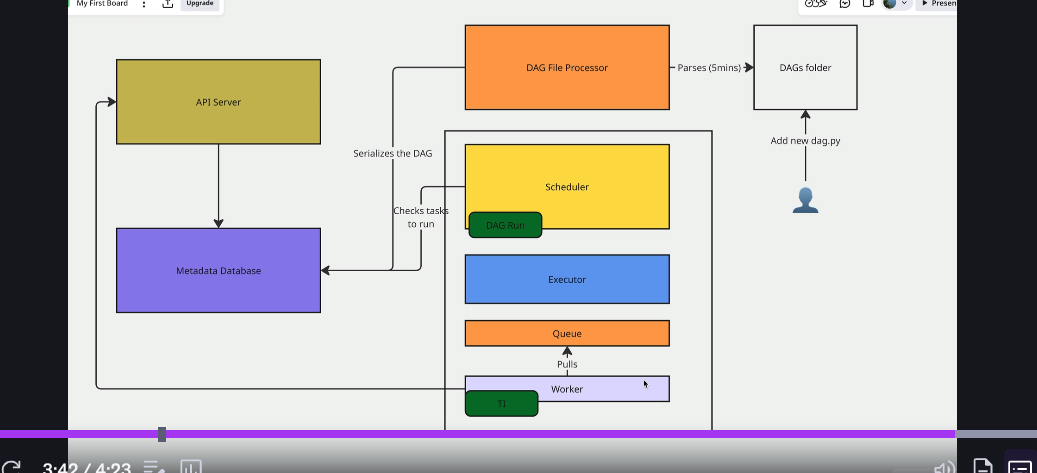 My First Board
Upgrade
Presen
DAG File Processor
Parses (5mins)
DAGs folder
API Server
Add new dag.py
Serializes the DAG
Scheduler
Checks tasks
to run
DAG Run
Metadata Database
Executor
Queue
Pulls
Worker
TI
3:42 / 4:23